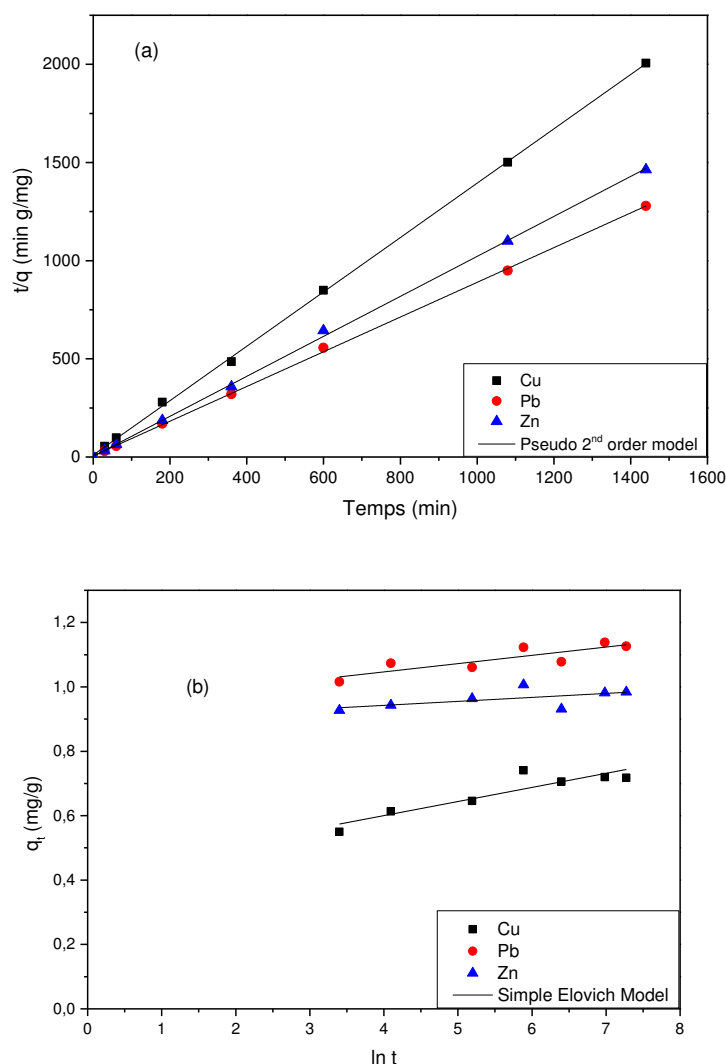 (a)
2000
1500
1000
500
0
t/q (min g/mg)
Cu
Pb
Zn
Pseudo 2nd order model
0 200 400 600 800 1000 1200 1400 1600
Temps (min)
(b)
1,2
1,0
0,8
0,6
0,4
0,2
0,0
qt (mg/g)
Cu
Pb
Zn
Simple Elovich Model
0 1 2 3 4 5 6 7 8
ln t